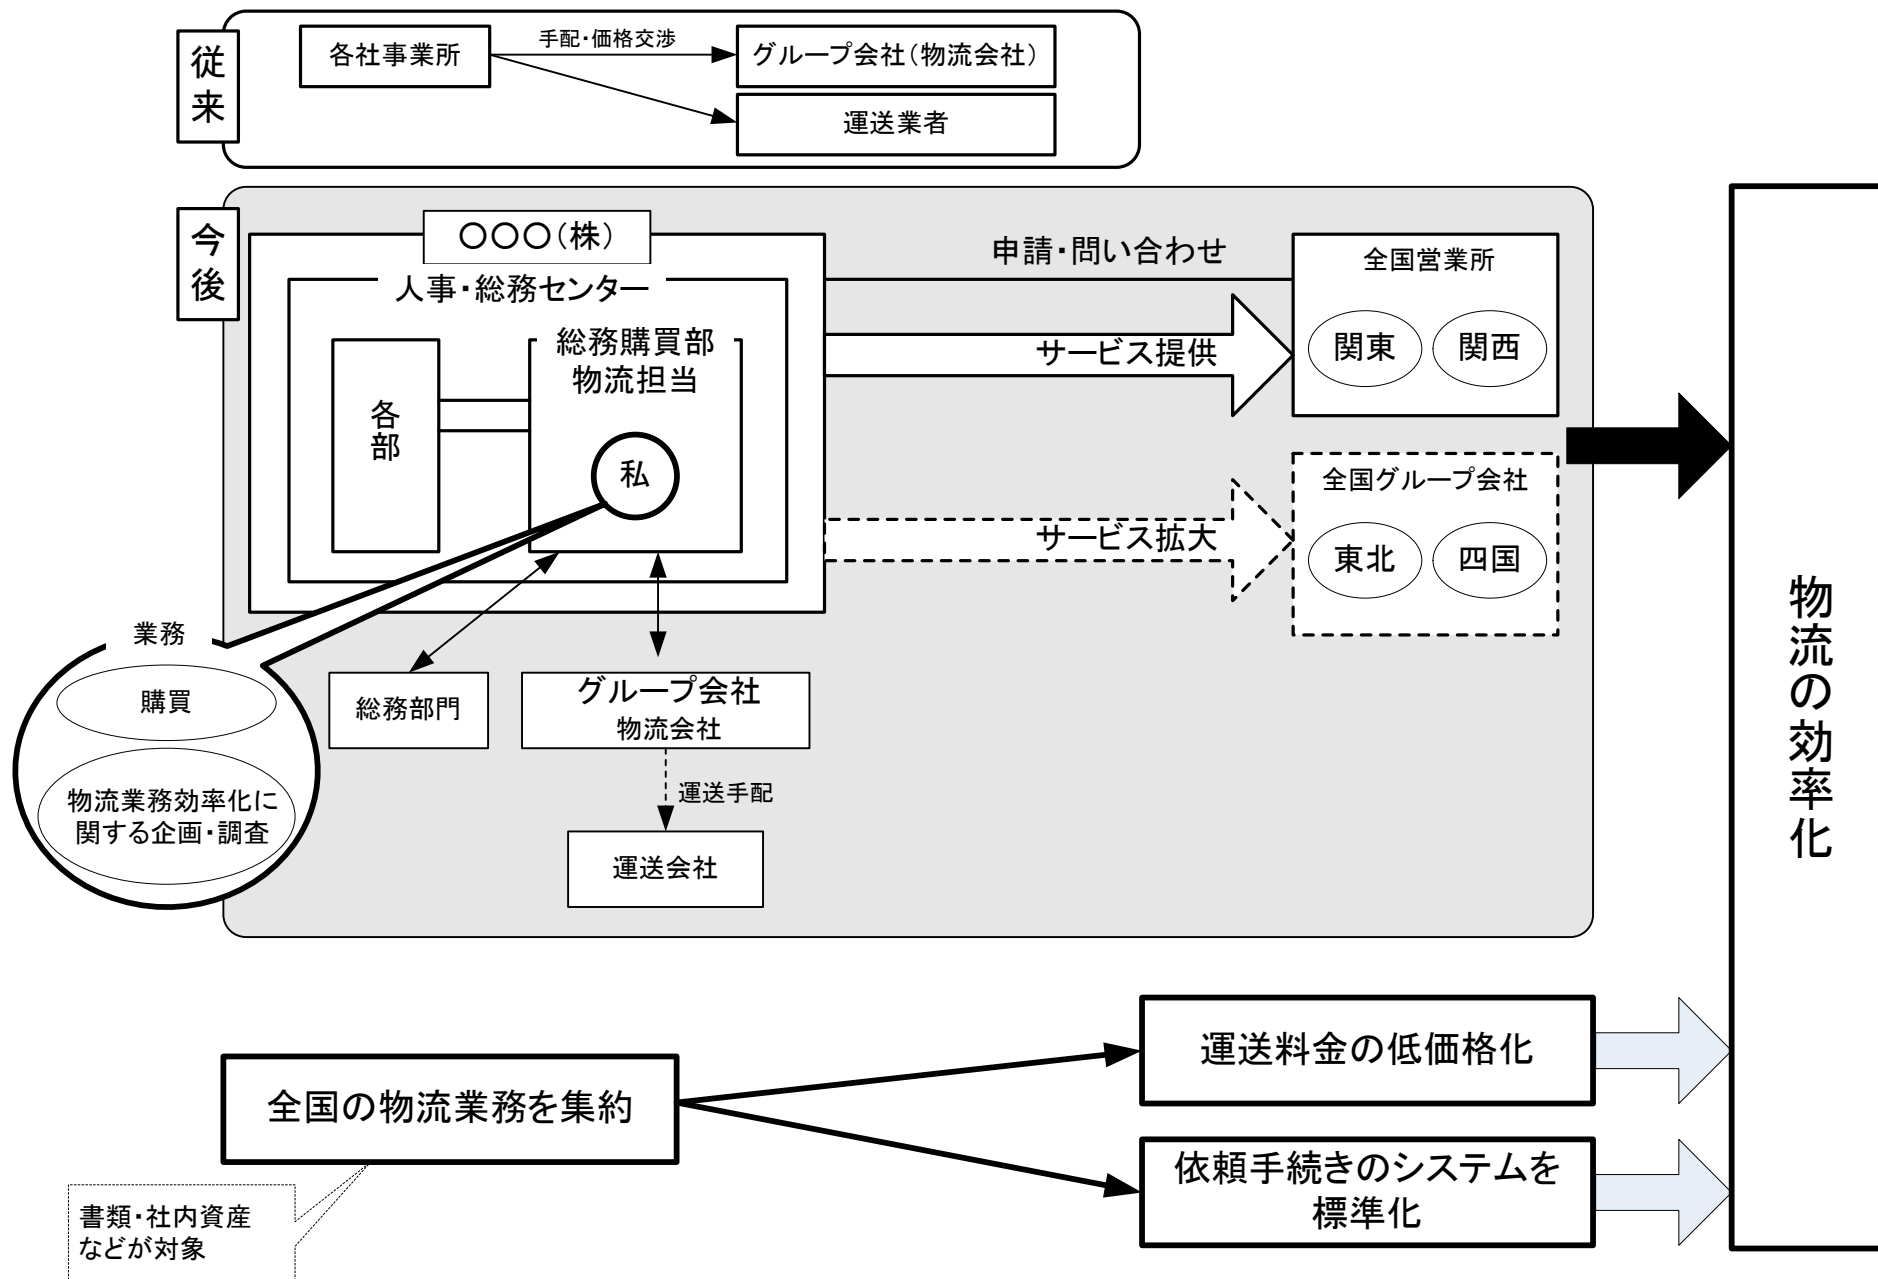 従
来
各社事業所
手配・価格交渉
グループ会社(物流会社)
運送業者
今
後
〇〇〇(株)
人事・総務センター
各
部
総務購買部
物流担当
私
申請・問い合わせ
サービス提供
サービス拡大
全国営業所
関東
関西
全国グループ会社
東北
四国
業務
購買
物流業務効率化に
関する企画・調査
総務部門
グループ会社
物流会社
運送手配
運送会社
物流の効率化
全国の物流業務を集約
書類・社内資産
などが対象
運送料金の低価格化
依頼手続きのシステムを
標準化